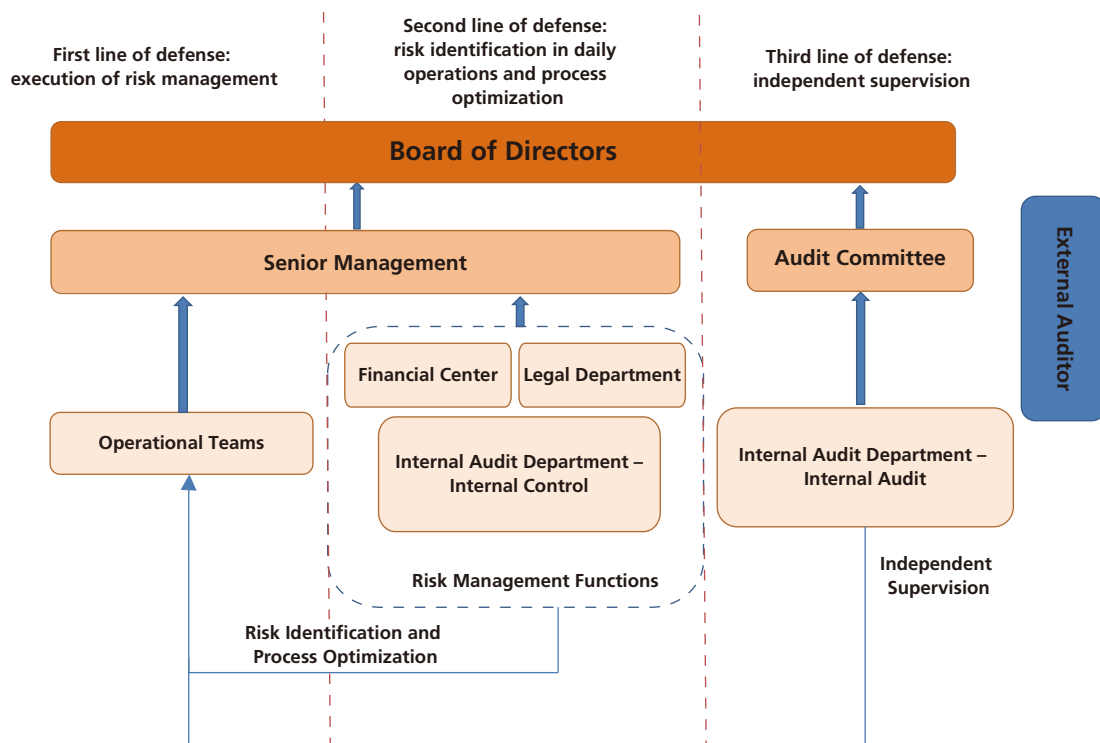 First line of defense:
execution of risk management
Second line of defense:
risk identification in daily
operations and process
optimization
Third line of defense:
independent supervision
Board of Directors
Senior Management
Audit Committee
External Auditor
Financial Center
Legal Department
Operational Teams
Internal Audit Department –
Internal Control
Internal Audit Department –
Internal Audit
Risk Management Functions
Independent
Supervision
Risk Identification and
Process Optimization